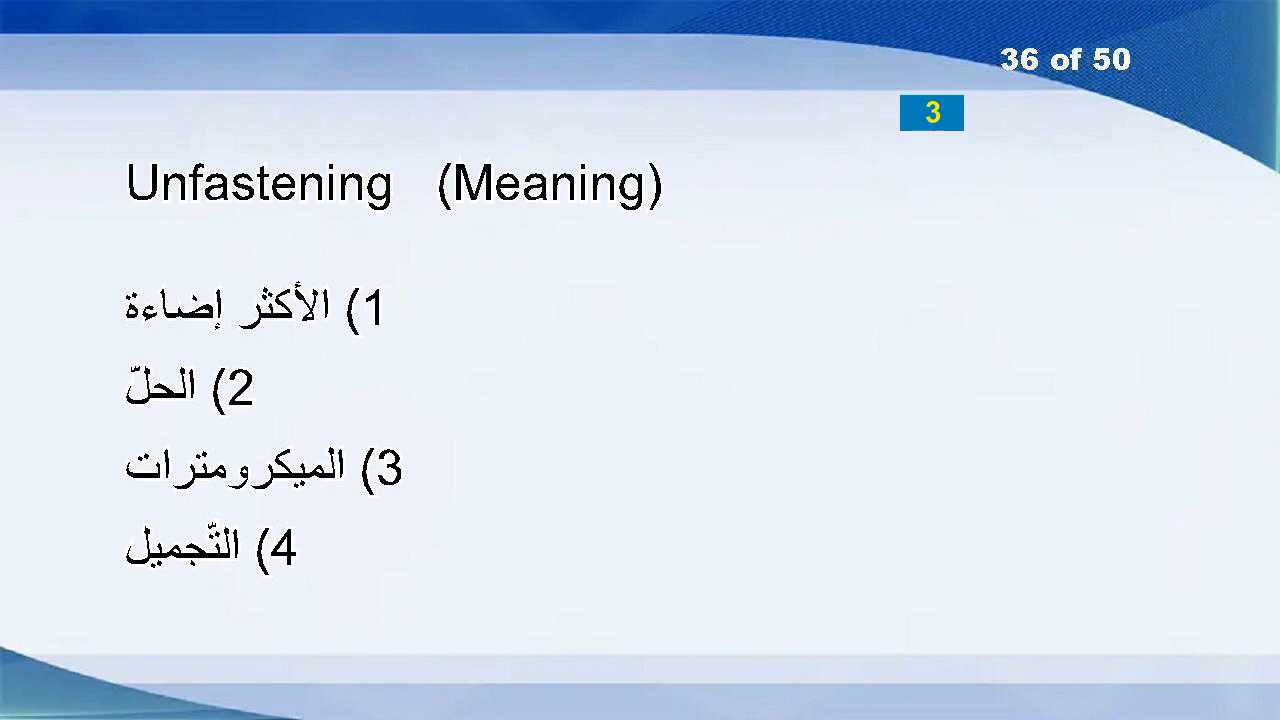 36 of 50
3
Unfastening (Meaning)
1) الأكثر إضاءة
2) الحلّ
3) الميكرومترات
4) التّجميل